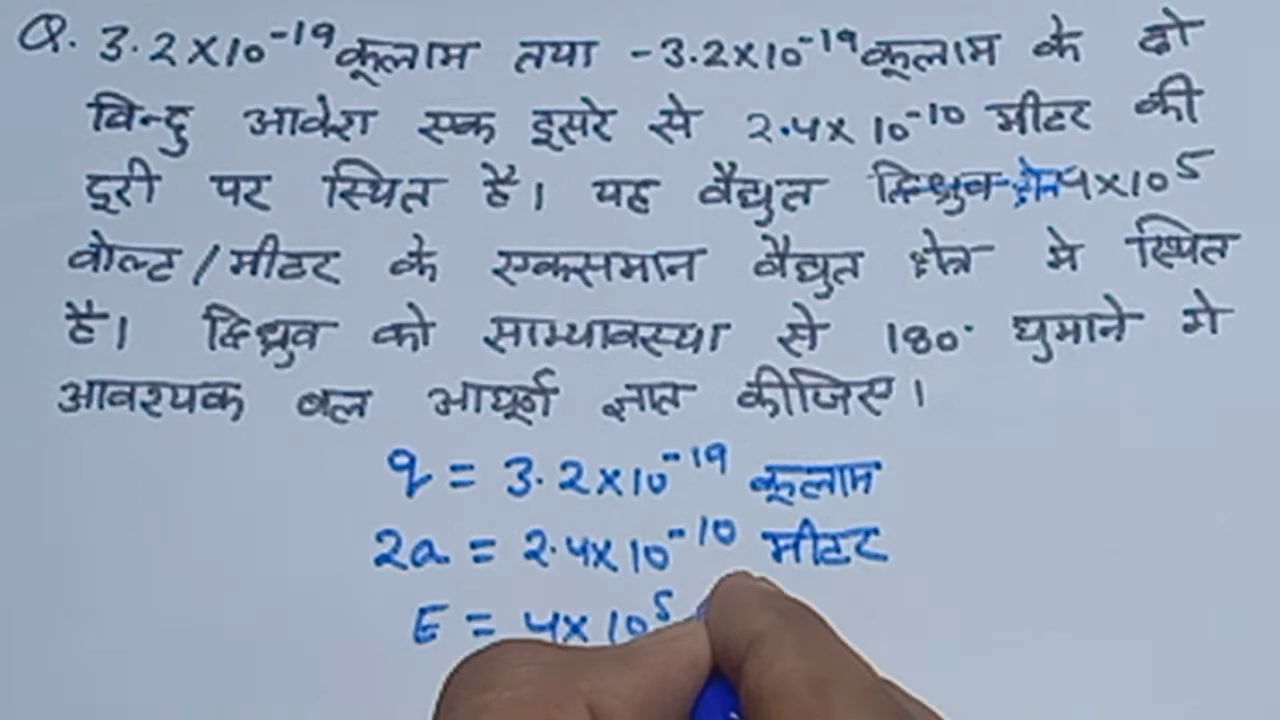 Q. 3.2×10⁻¹⁹ कूलाम तथा -3.2×10⁻¹⁹ कूलाम के दो
विन्दु आवेश एक दूसरे से 2.4×10⁻¹⁰ मीटर की
दूरी पर स्थित है। यह वैद्युत द्विध्रुव 4×10⁵
वोल्ट/मीटर के एकसमान वैद्युत क्षेत्र मे स्थित
है। द्विध्रुव को साम्यावस्था से 180° घुमाने मे
आवश्यक बल आघूर्ण ज्ञात कीजिए।
q = 3.2×10⁻¹⁹ कूलाम
2a = 2.4×10⁻¹⁰ मीटर
E = 4×10⁵